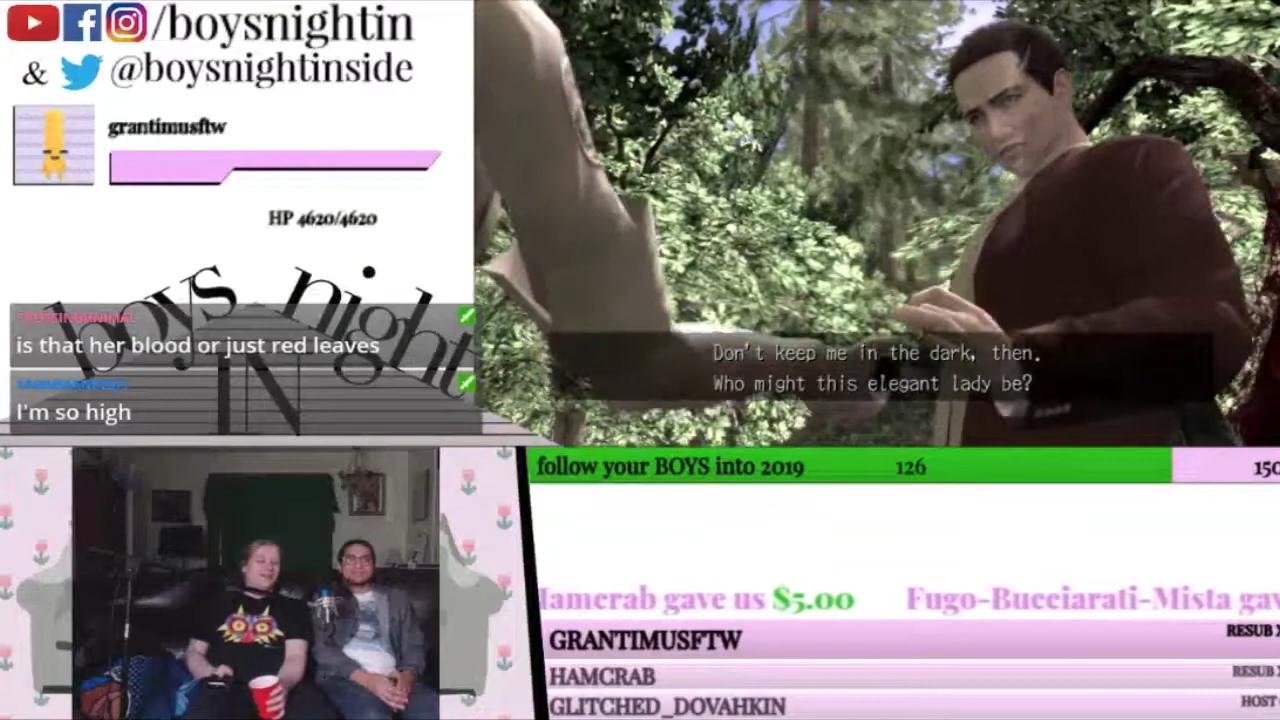 /boysnightin
& @boysnightinside
grantimusftw
HP 4620/4620
boys night
IN
is that her blood or just red leaves
I'm so high
Don't keep me in the dark, then.
Who might this elegant lady be?
follow your BOYS into 2019 126 150
Hamcrab gave us $5.00 Fugo-Bucciarati-Mista gav
GRANTIMUSFTW RESUB X
HAMCRAB RESUB X
GLITCHED_DOVAHKIN HOST